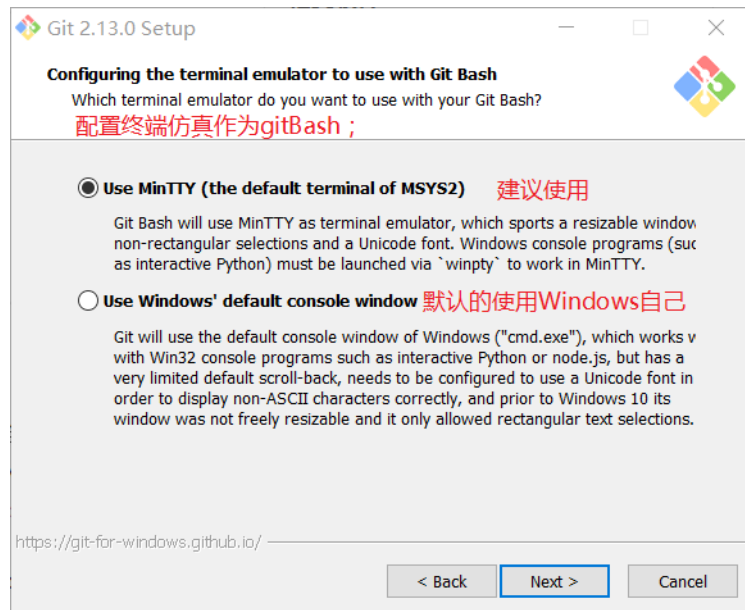 Git 2.13.0 Setup
Configuring the terminal emulator to use with Git Bash
Which terminal emulator do you want to use with your Git Bash?
配置终端仿真作为gitBash；
Use MinTTY (the default terminal of MSYS2) 建议使用
Git Bash will use MinTTY as terminal emulator, which sports a resizable window
non-rectangular selections and a Unicode font. Windows console programs (suc
as interactive Python) must be launched via `winpty` to work in MinTTY.
Use Windows' default console window 默认的使用Windows自己
Git will use the default console window of Windows ("cmd.exe"), which works w
with Win32 console programs such as interactive Python or node.js, but has a
very limited default scroll-back, needs to be configured to use a Unicode font in
order to display non-ASCII characters correctly, and prior to Windows 10 its
window was not freely resizable and it only allowed rectangular text selections.
https://git-for-windows.github.io/
< Back Next > Cancel